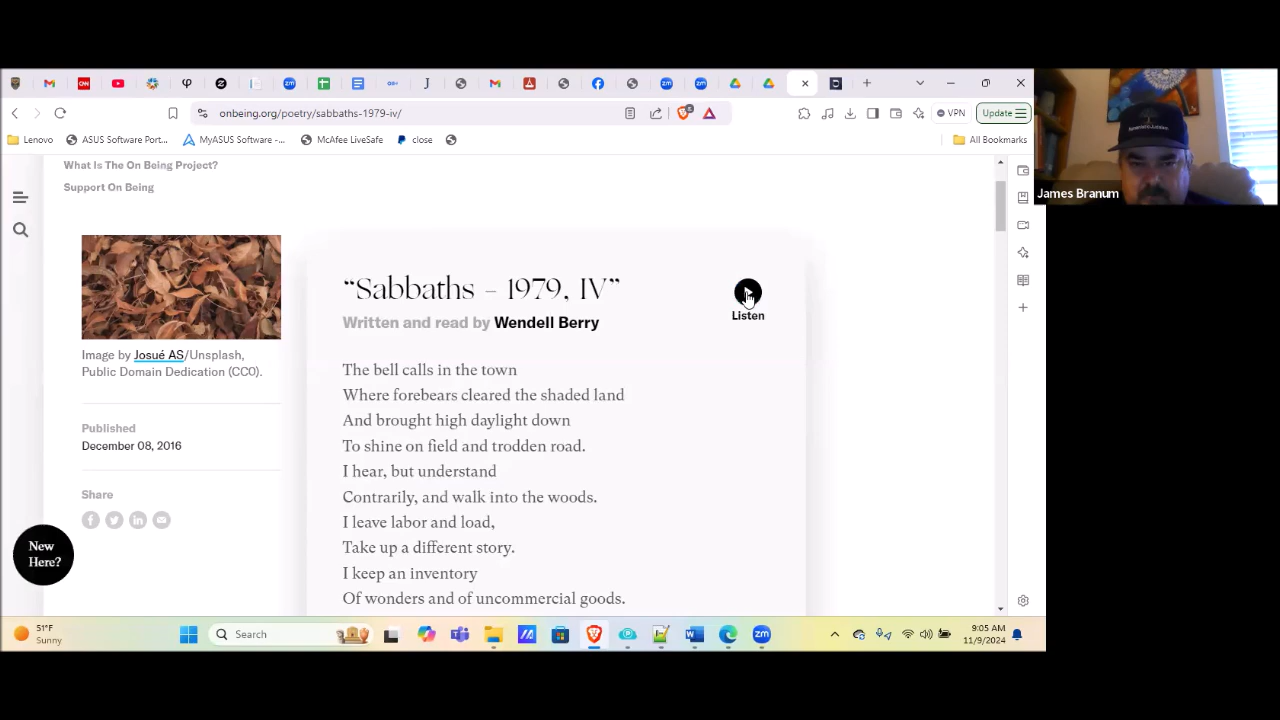 onbeing.org/poetry/sabbaths-1979-iv/
VPN
Update
Lenovo
ASUS Software Port...
MyASUS Software -...
McAfee LiveSafe
close
All Bookmarks
What Is The On Being Project?
Support On Being
James Branum
Image by Josué AS/Unsplash,
Public Domain Dedication (CC0).
Published
December 08, 2016
Share
New
Here?
“Sabbaths – 1979, IV”
Written and read by Wendell Berry
Listen
The bell calls in the town
Where forebears cleared the shaded land
And brought high daylight down
To shine on field and trodden road.
I hear, but understand
Contrarily, and walk into the woods.
I leave labor and load,
Take up a different story.
I keep an inventory
Of wonders and of uncommercial goods.
51°F
Sunny
Search
9:05 AM
11/9/2024